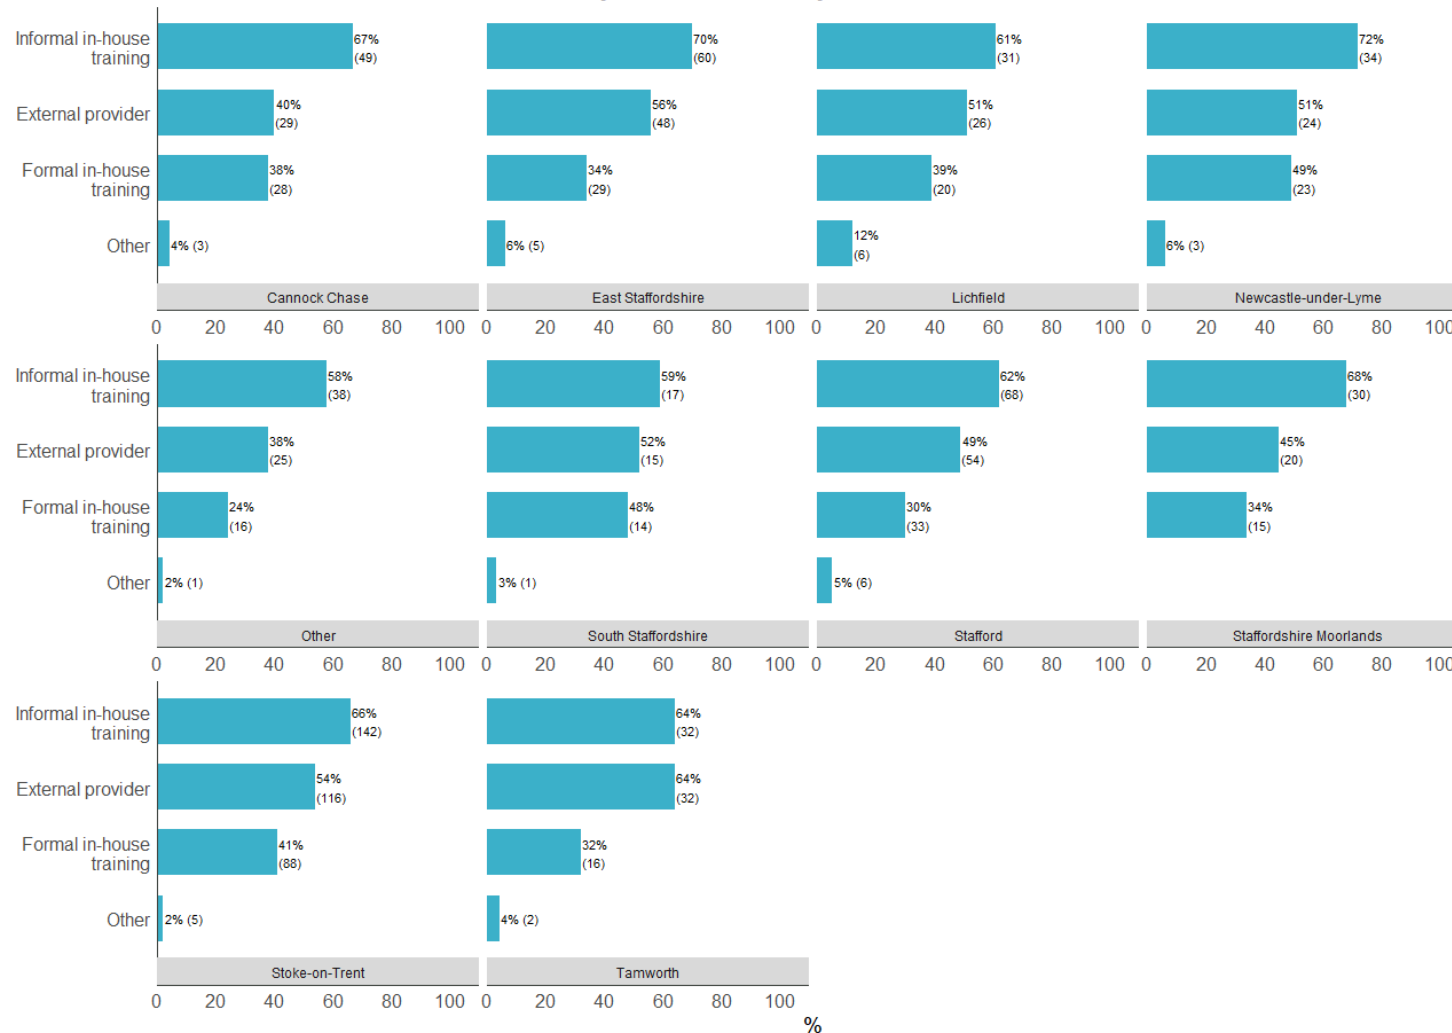 Informal in-house
training
67%
(49)
70%
(60)
61%
(31)
72%
(34)
External provider
40%
(29)
56%
(48)
51%
(26)
51%
(24)
Formal in-house
training
38%
(28)
34%
(29)
39%
(20)
49%
(23)
Other
4% (3)
6% (5)
12%
(6)
6% (3)
Cannock Chase
East Staffordshire
Lichfield
Newcastle-under-Lyme
0 20 40 60 80 100
0 20 40 60 80 100
0 20 40 60 80 100
0 20 40 60 80 100
Informal in-house
training
58%
(38)
59%
(17)
62%
(68)
68%
(30)
External provider
38%
(25)
52%
(15)
49%
(54)
45%
(20)
Formal in-house
training
24%
(16)
48%
(14)
30%
(33)
34%
(15)
Other
2% (1)
3% (1)
5% (6)
Other
South Staffordshire
Stafford
Staffordshire Moorlands
0 20 40 60 80 100
0 20 40 60 80 100
0 20 40 60 80 100
0 20 40 60 80 100
Informal in-house
training
66%
(142)
64%
(32)
External provider
54%
(116)
64%
(32)
Formal in-house
training
41%
(88)
32%
(16)
Other
2% (5)
4% (2)
Stoke-on-Trent
Tamworth
0 20 40 60 80 100
0 20 40 60 80 100
%